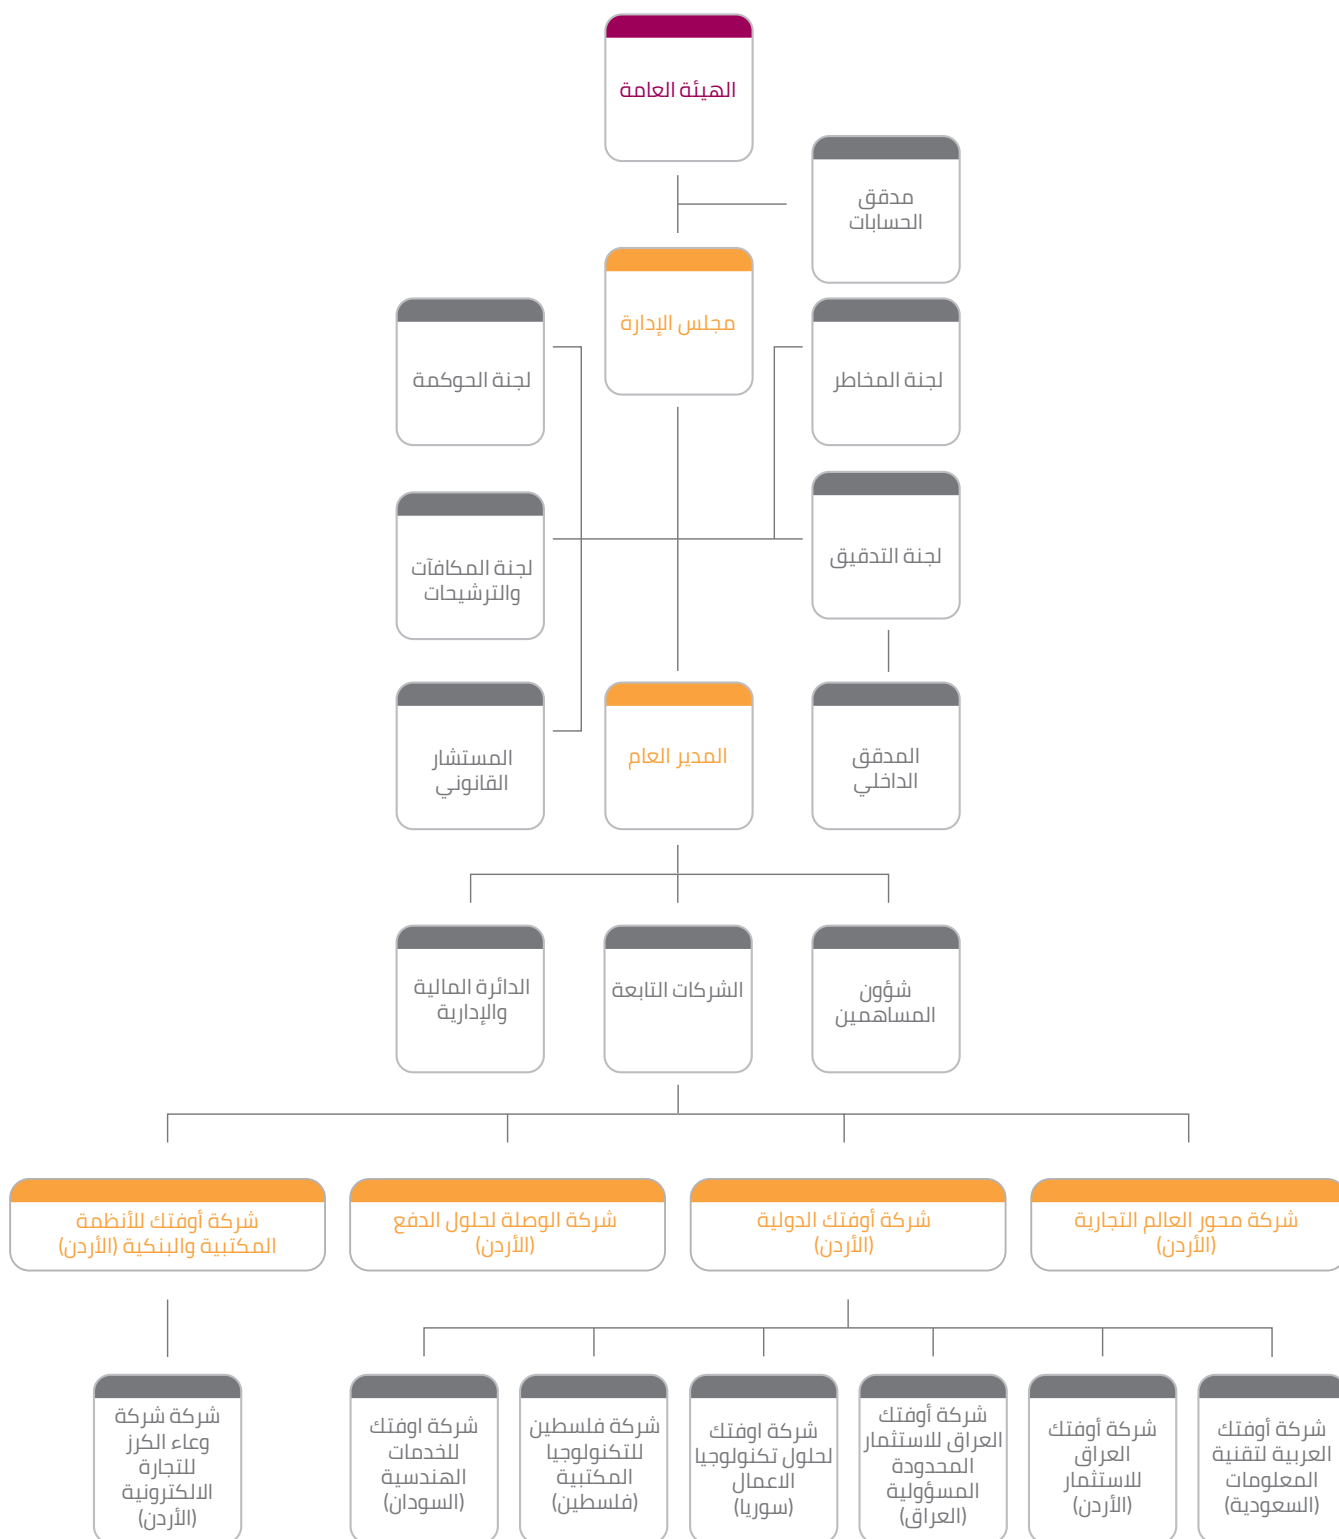 الهيئة العامة
مدقق
الحسابات
مجلس الإدارة
لجنة المخاطر
لجنة الحوكمة
لجنة التدقيق
لجنة المكافآت
والترشيحات
المدقق
الداخلي
المدير العام
المستشار
القانوني
شؤون
المساهمين
الشركات التابعة
الدائرة المالية
والإدارية
شركة محور العالم التجارية
(الأردن)
شركة أوفتك الدولية
(الأردن)
شركة الوصلة لحلول الدفع
(الأردن)
شركة أوفتك للأنظمة
المكتبية والبنكية (الأردن)
شركة أوفتك
العربية لتقنية
المعلومات
(السعودية)
شركة أوفتك
العراق
للاستثمار
(الأردن)
شركة أوفتك
العراق للاستثمار
المحدودة
المسؤولية
(العراق)
شركة اوفتك
لحلول تكنولوجيا
الاعمال
(سوريا)
شركة فلسطين
للتكنولوجيا
المكتبية
(فلسطين)
شركة اوفتك
للخدمات
الهندسية
(السودان)
شركة شركة
وعاء الكرز
للتجارة
الالكترونية
(الأردن)